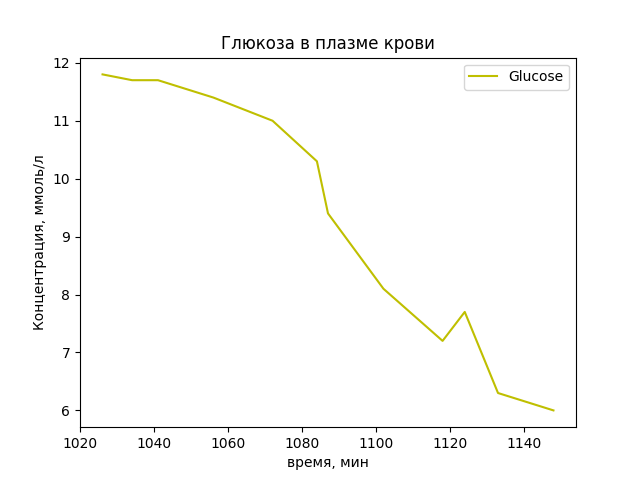 Глюкоза в плазме крови
Glucose
Концентрация, ммоль/л
12
11
10
9
8
7
6
1020 1040 1060 1080 1100 1120 1140
время, мин